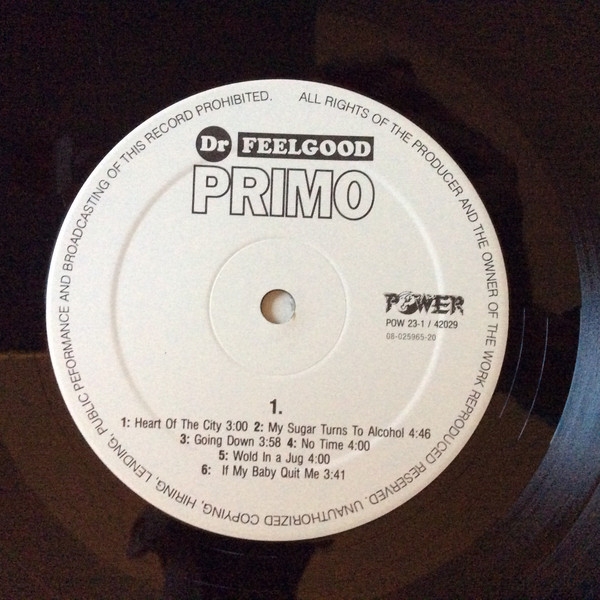 ALL RIGHTS OF THE PRODUCER AND THE OWNER OF THE WORK REPRODUCED RESERVED. UNAUTHORIZED COPYING, HIRING, LENDING, PUBLIC PEFORMANCE AND BROADCASTING OF THIS RECORD PROHIBITED.
Dr FEELGOOD
PRIMO
POWER
POW 23-1 / 42029
08-025965-20
1.
1: Heart Of The City 3:00 2: My Sugar Turns To Alcohol 4:46
3: Going Down 3:58 4: No Time 4:00
5: Wold In a Jug 4:00
6: If My Baby Quit Me 3:41